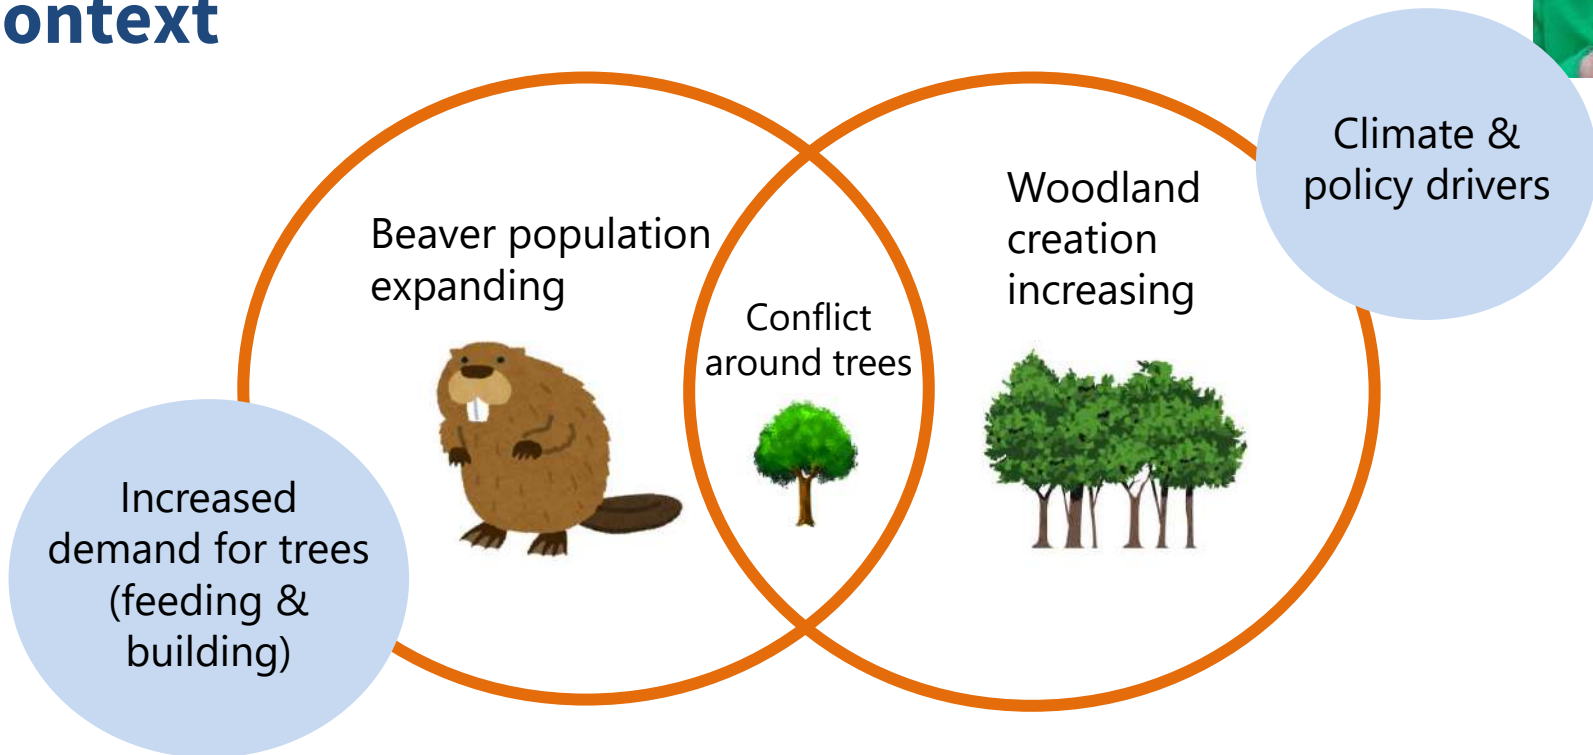 ontext
Climate &
policy drivers
Woodland
creation
increasing
Beaver population
expanding
Conflict
around trees
Increased
demand for trees
(feeding &
building)